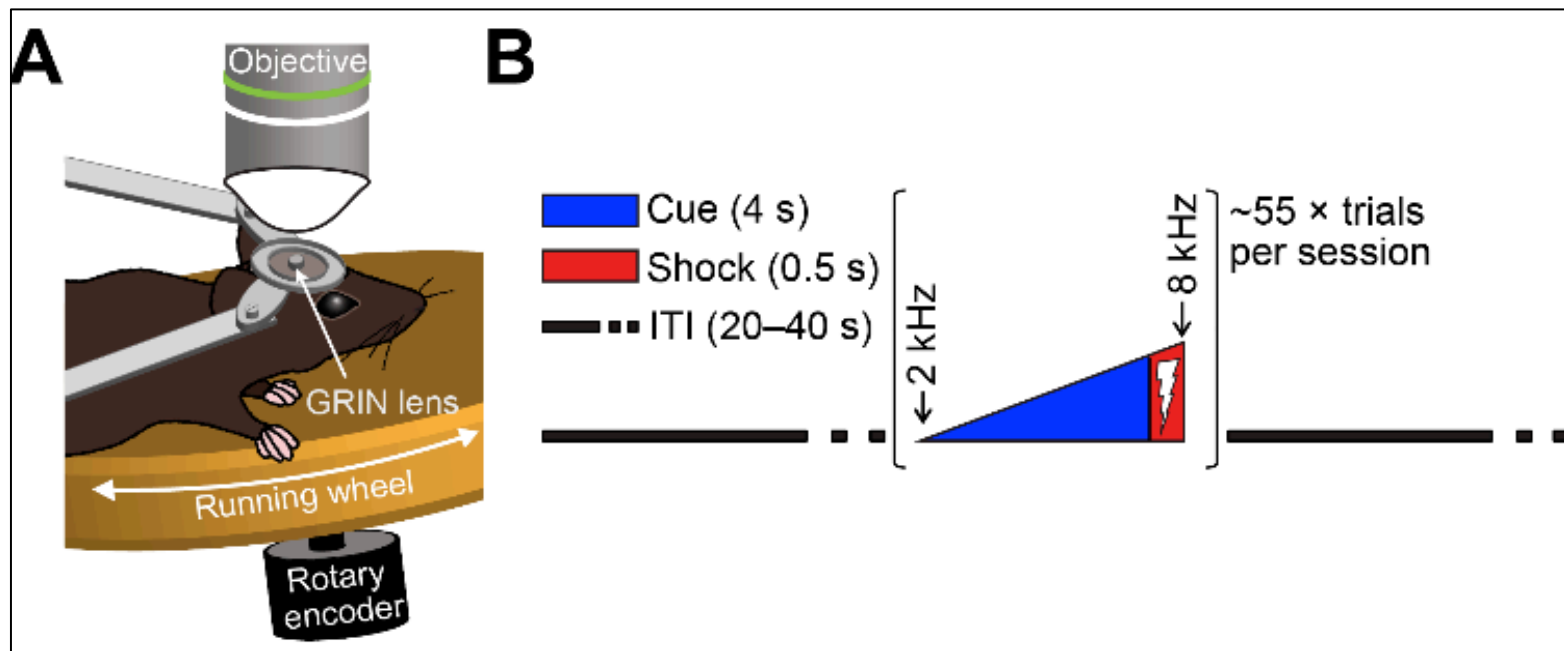 A
Objective
GRIN lens
Running wheel
Rotary
encoder
B
Cue (4 s)
Shock (0.5 s)
ITI (20–40 s)
2 kHz
8 kHz
~55 × trials
per session